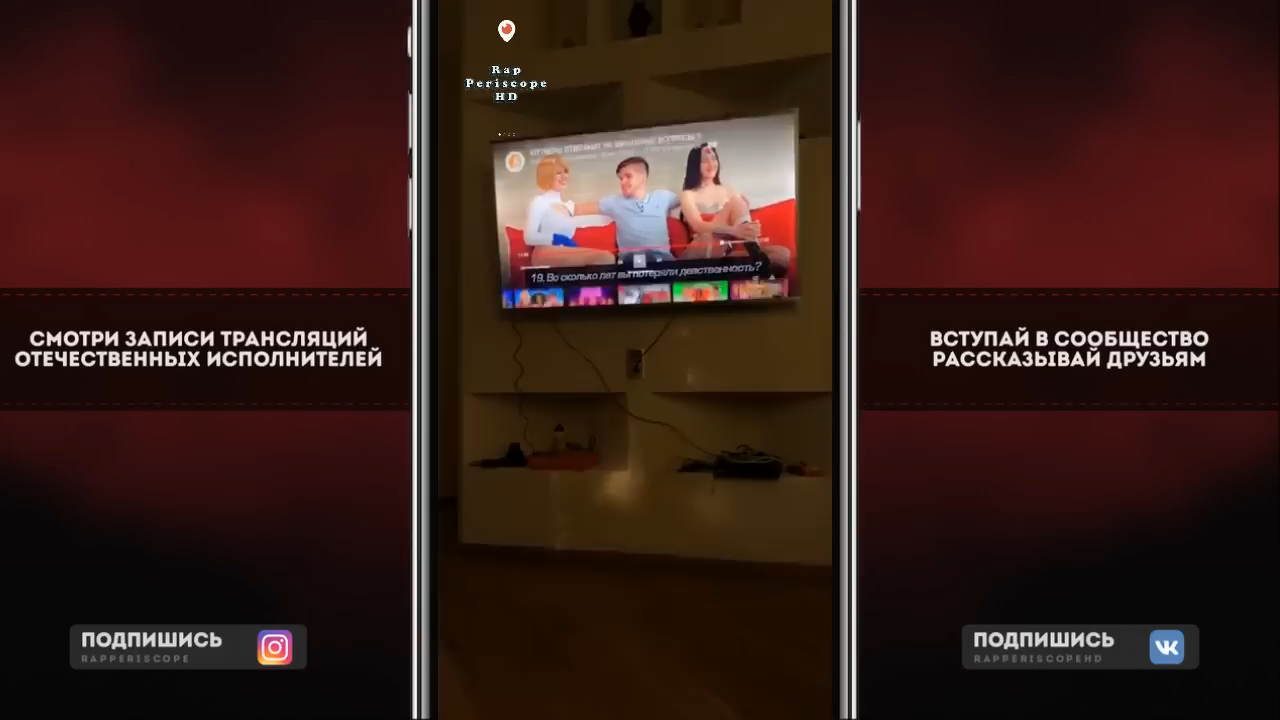 Rap
Periscope
HD
19. Во сколько лет вы потеряли девственность?
СМОТРИ ЗАПИСИ ТРАНСЛЯЦИЙ
ОТЕЧЕСТВЕННЫХ ИСПОЛНИТЕЛЕЙ
ВСТУПАЙ В СООБЩЕСТВО
РАССКАЗЫВАЙ ДРУЗЬЯМ
ПОДПИШИСЬ
RAPPERISCOPE
ПОДПИШИСЬ
RAPPERISCOPEHD